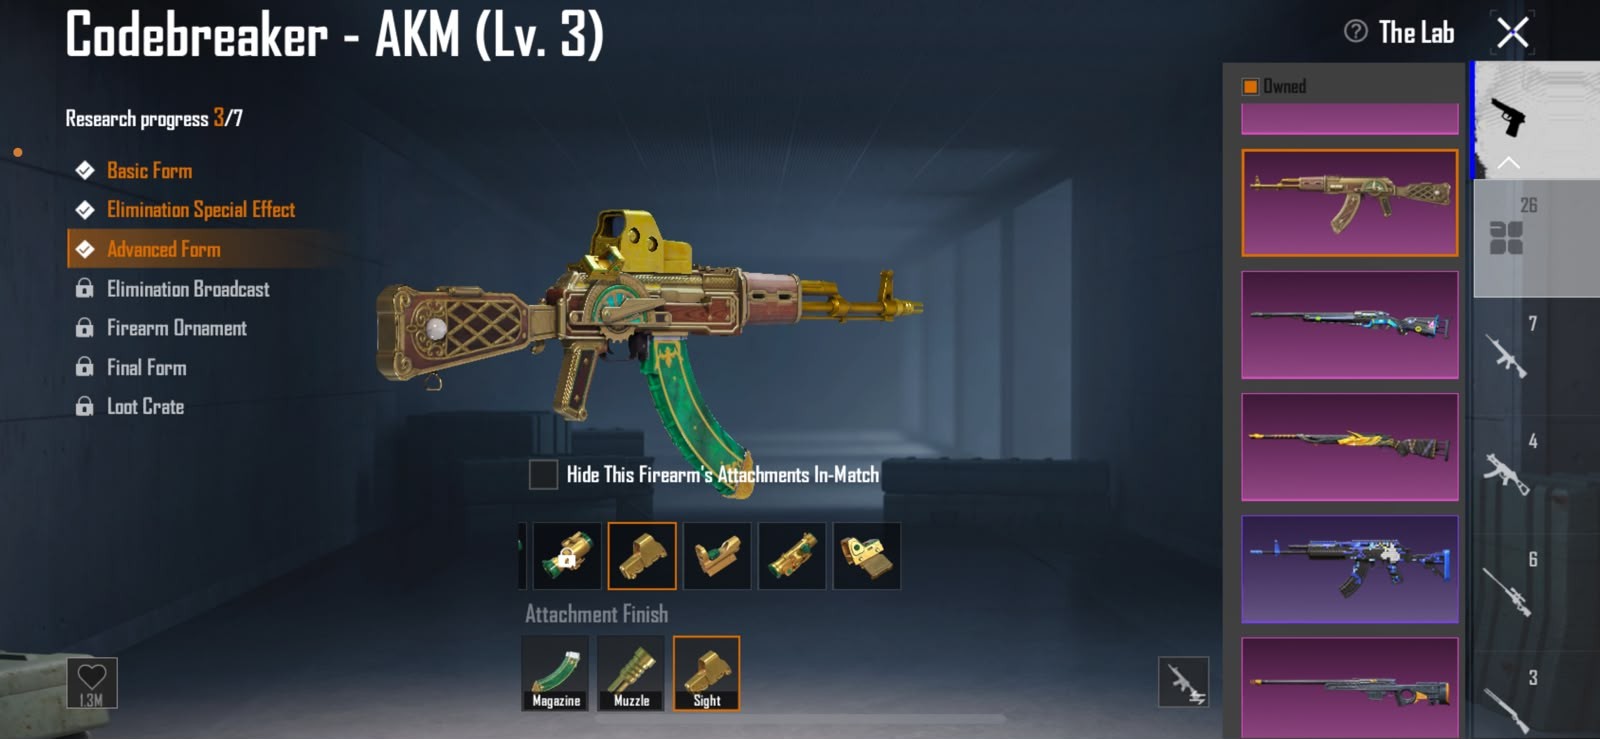 Codebreaker - AKM (Lv. 3)
The Lab
Research progress 3/7
Basic Form
Elimination Special Effect
Advanced Form
Elimination Broadcast
Firearm Ornament
Final Form
Loot Crate
1.3M
Hide This Firearm's Attachments In-Match
Attachment Finish
Magazine
Muzzle
Sight
Owned
26
7
4
6
3